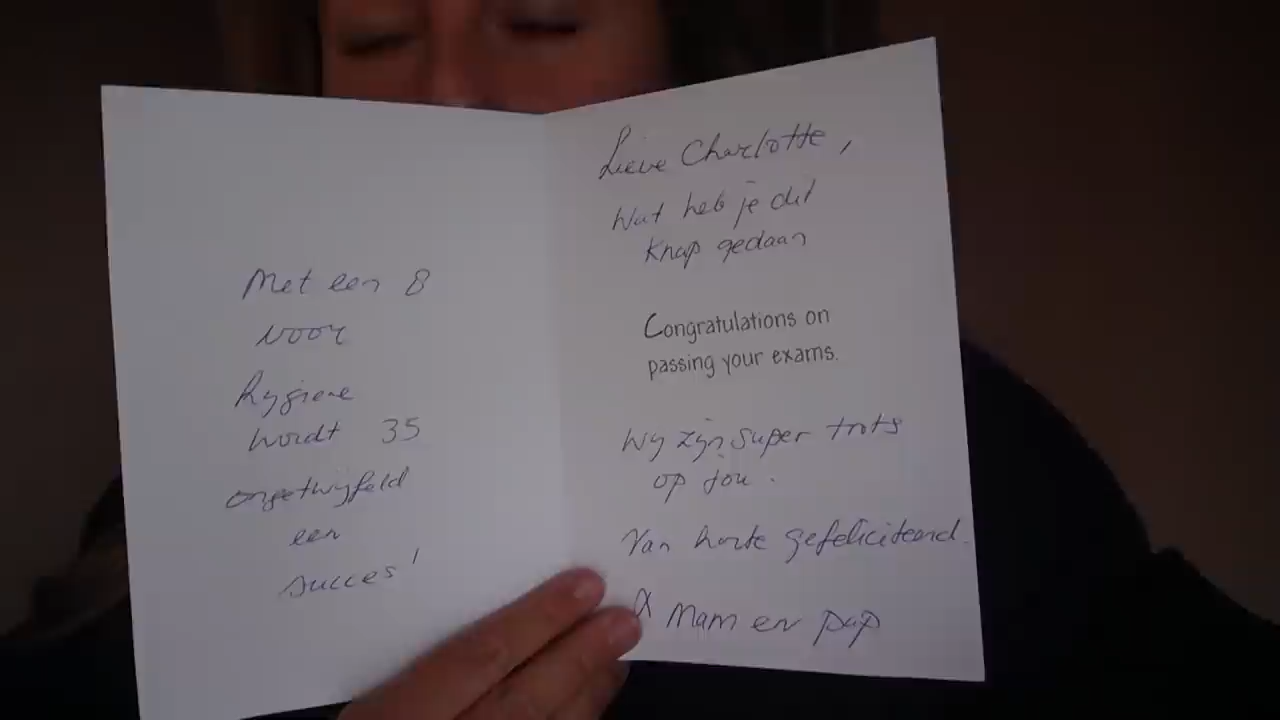 Met een 8
voor
hygiene
wordt 35
ongetwijfeld
een
succes!
Lieve Charlotte,
Wat heb je dit
knap gedaan
Congratulations on
passing your exams.
Wij zijn super trots
op jou.
Van harte gefeliciteerd.
X Mam en pap